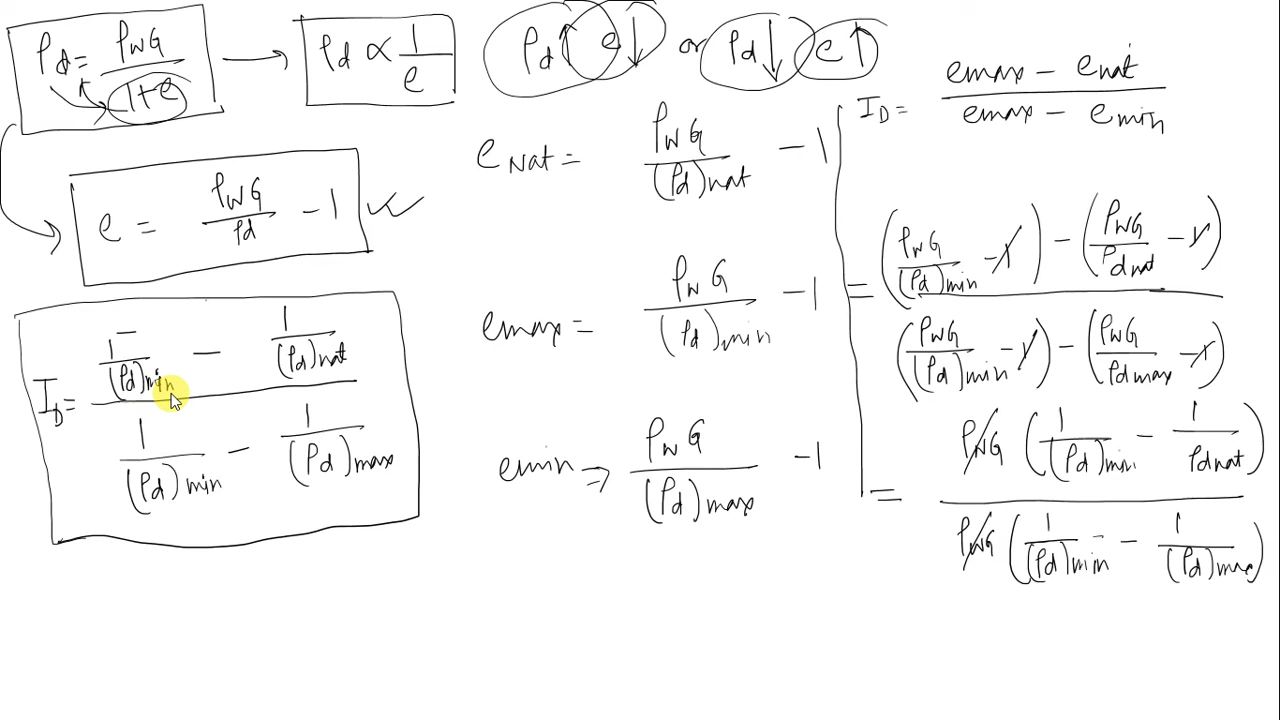 ρd = ρwG / (1+e) → ρd ∝ 1/e
ρd↑ e↓ or ρd↓ e↑
e = ρwG/ρd − 1
I_D = (1/(ρd)min − 1/(ρd)nat) / (1/(ρd)min − 1/(ρd)max)
eNat = ρwG/(ρd)nat − 1
emax = ρwG/(ρd)min − 1
emin ⇒ ρwG/(ρd)max − 1
I_D = (emax − enat) / (emax − emin)
= ((ρwG/(ρd)min − 1) − (ρwG/ρdnat − 1)) / ((ρwG/(ρd)min − 1) − (ρwG/ρdmax − 1))
= ρwG (1/(ρd)min − 1/ρdnat) / ρwG (1/(ρd)min − 1/(ρd)max)